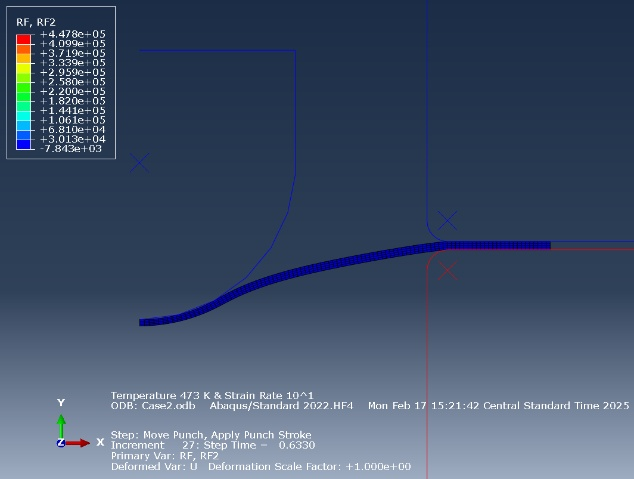 RF, RF2
+4.478e+05
+4.099e+05
+3.719e+05
+3.339e+05
+2.959e+05
+2.580e+05
+2.200e+05
+1.820e+05
+1.441e+05
+1.061e+05
+6.810e+04
+3.013e+04
-7.843e+03
Temperature 473 K & Strain Rate 10^1
ODB: Case2.odb Abaqus/Standard 2022.HF4 Mon Feb 17 15:21:42 Central Standard Time 2025
Y
Z X
Step: Move Punch, Apply Punch Stroke
Increment 27: Step Time = 0.6330
Primary Var: RF, RF2
Deformed Var: U Deformation Scale Factor: +1.000e+00